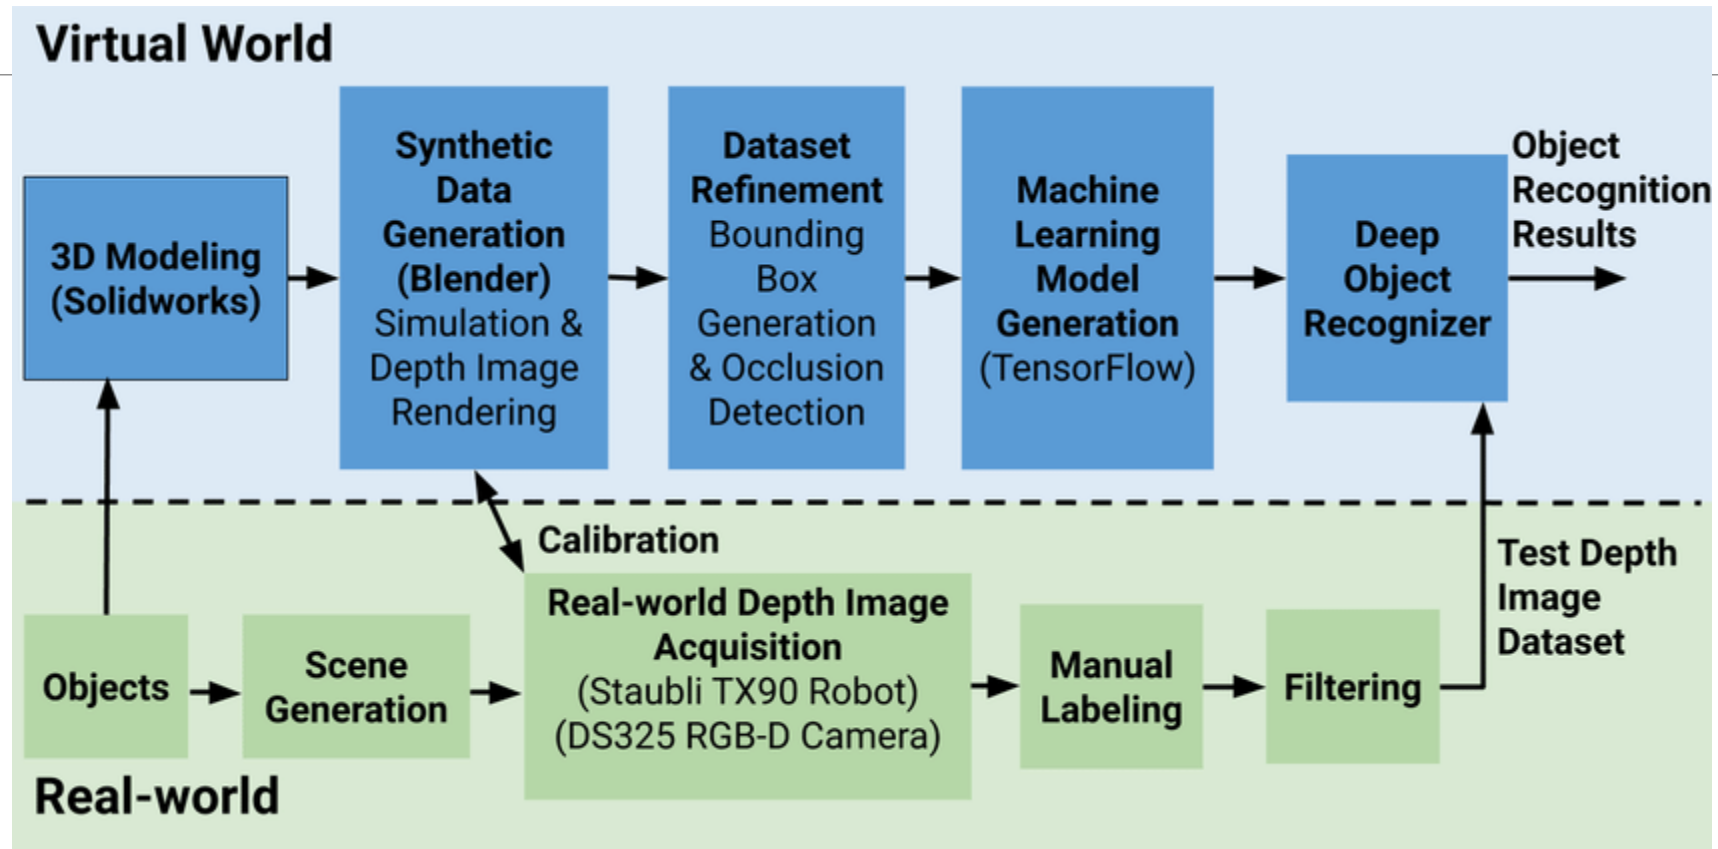 Virtual World
3D Modeling
(Solidworks)
Synthetic
Data
Generation
(Blender)
Simulation &
Depth Image
Rendering
Dataset
Refinement
Bounding
Box
Generation
& Occlusion
Detection
Machine
Learning
Model
Generation
(TensorFlow)
Deep
Object
Recognizer
Object
Recognition
Results
Calibration
Objects
Scene
Generation
Real-world Depth Image
Acquisition
(Staubli TX90 Robot)
(DS325 RGB-D Camera)
Manual
Labeling
Filtering
Test Depth
Image
Dataset
Real-world